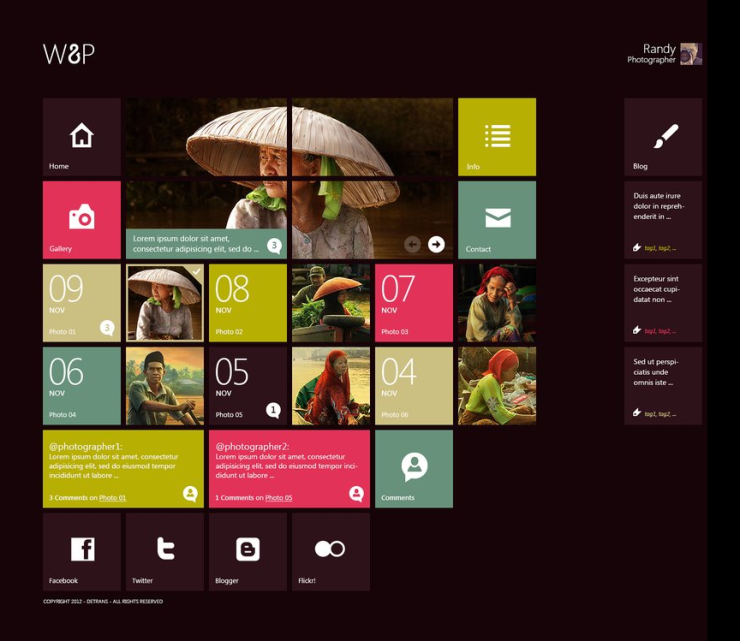 W&P
Randy
Photographer
Home
Info
Blog
Gallery
Lorem ipsum dolor sit amet,
consectetur adipisicing elit, sed do ...
3
Contact
Duis aute irure
dolor in repreh-
enderit in ...
tag1, tag2, ...
09
NOV
Photo 01
3
08
NOV
Photo 02
07
NOV
Photo 03
Excepteur sint
occaecat cupi-
datat non ...
tag1, tag2, ...
06
NOV
Photo 04
05
NOV
Photo 05
1
04
NOV
Photo 06
Sed ut perspi-
ciatis unde
omnis iste ...
tag1, tag2, ...
@photographer1:
Lorem ipsum dolor sit amet, consectetur
adipisicing elit, sed do eiusmod tempor
incididunt ut labore ...
3 Comments on Photo 01
@photographer2:
Lorem ipsum dolor sit amet, consectetur
adipisicing elit, sed do eiusmod tempor inci-
didunt ut labore ...
1 Comments on Photo 05
Comments
Facebook
Twitter
Blogger
Flickr!
COPYRIGHT 2012 - DETRANS - ALL RIGHTS RESERVED